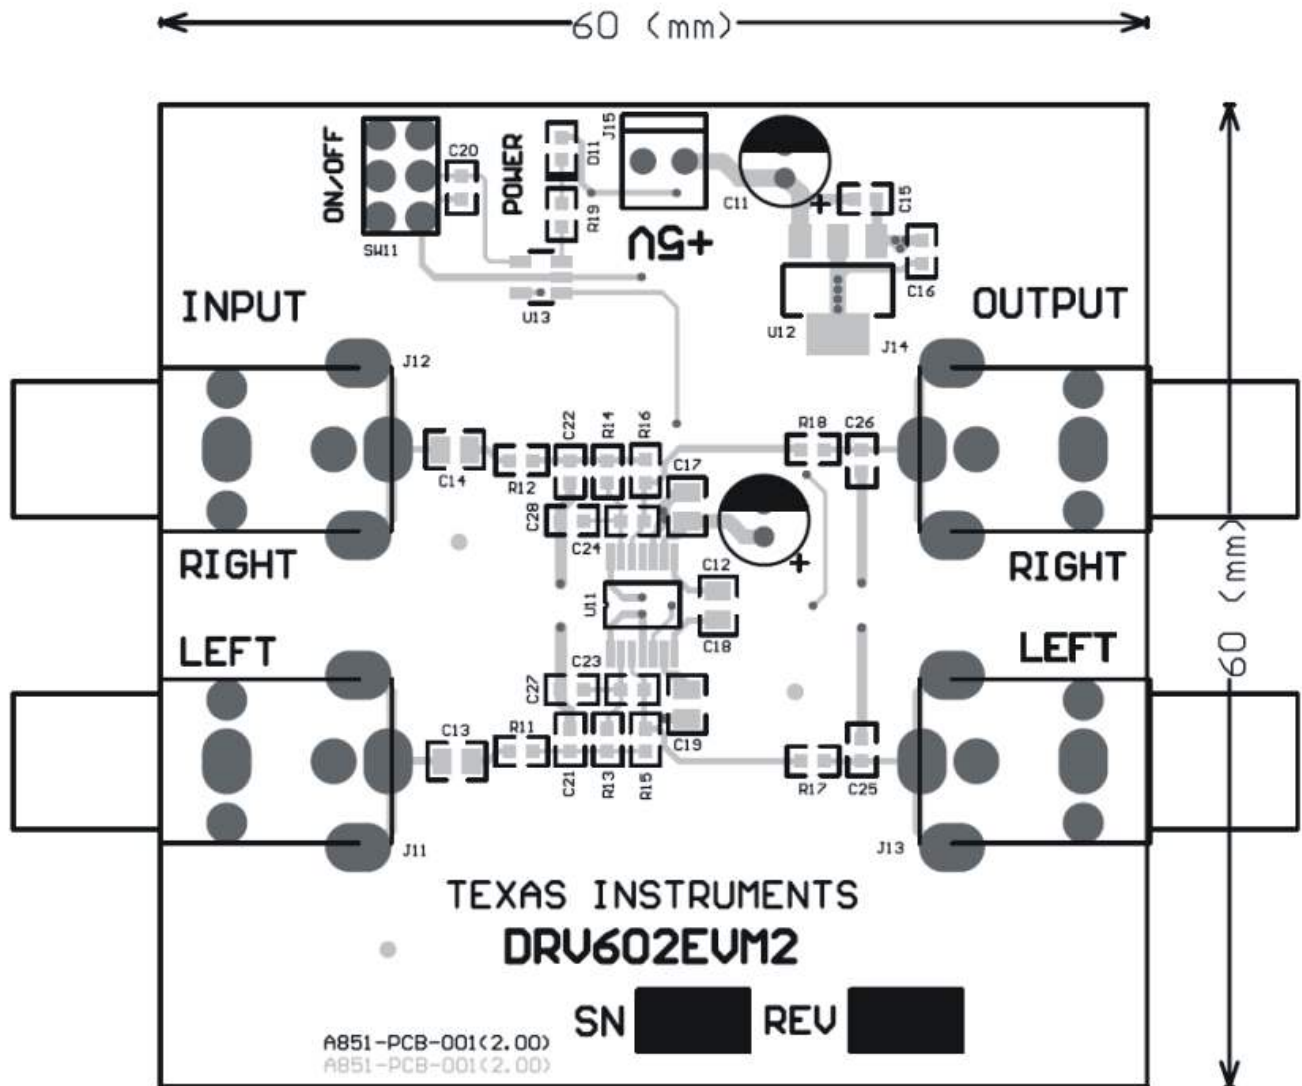 60 (mm)
ON/OFF
SW11
C20
POWER
D11
R19
J15
+5V
C11
C15
C16
U12
U13
INPUT
OUTPUT
J12
J14
C14
R12
C22
R14
R16
C17
R18
C26
C28
C24
RIGHT
RIGHT
60 (mm)
U11
C12
C18
LEFT
LEFT
C23
C27
C13
R11
C21
R13
R15
C19
R17
C25
J11
J13
TEXAS INSTRUMENTS
DRV602EVM2
SN
REV
A851-PCB-001(2.00)
A851-PCB-001(2.00)